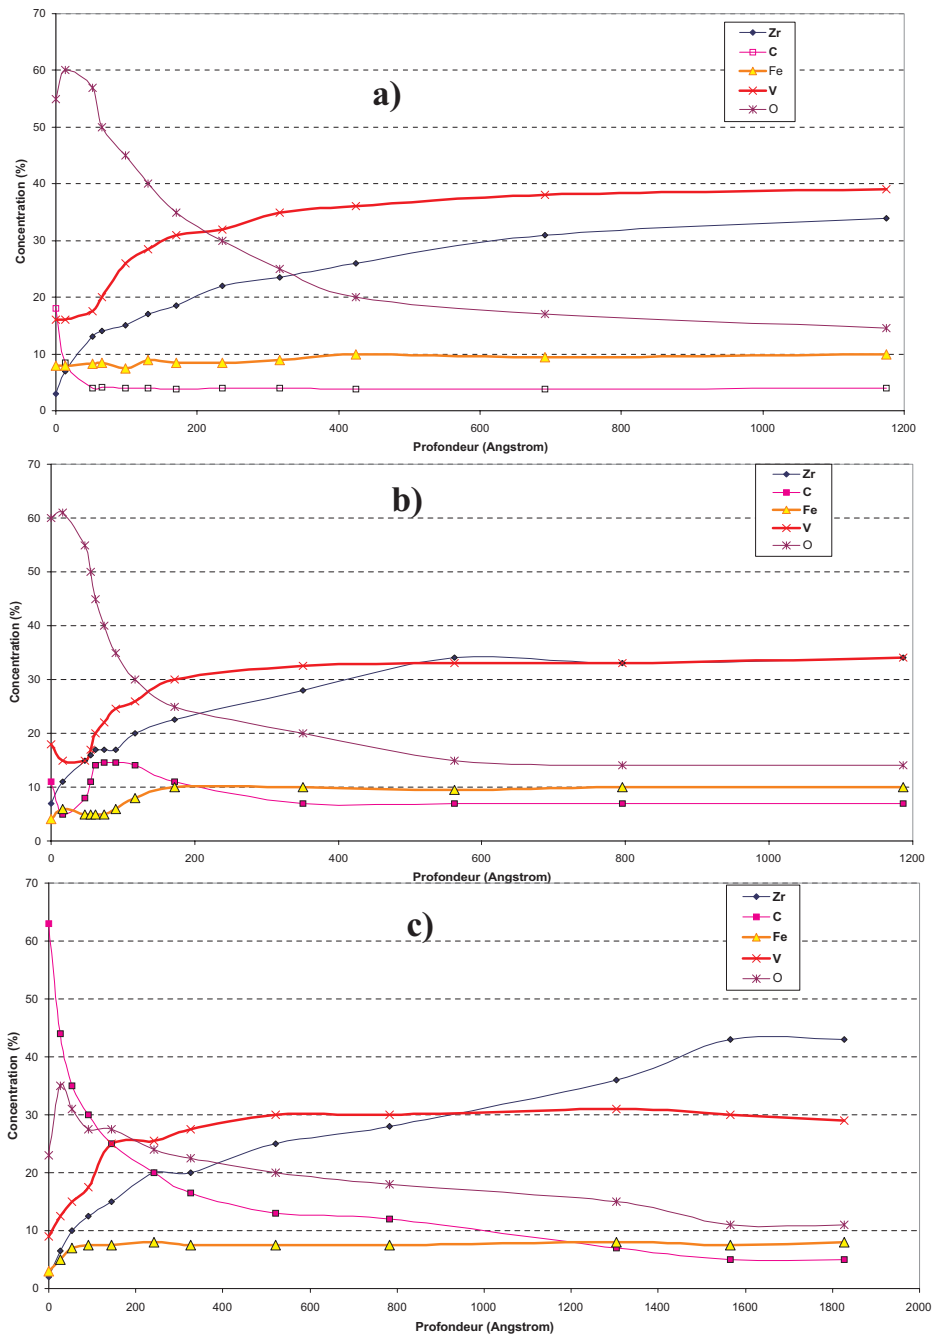 70
60
50
40
30
20
10
0
Concentration (%)
a)
Zr
C
Fe
V
O
0 200 400 600 800 1000 1200
Profondeur (Angstrom)
70
60
50
40
30
20
10
0
Concentration (%)
b)
Zr
C
Fe
V
O
0 200 400 600 800 1000 1200
Profondeur (Angstrom)
70
60
50
40
30
20
10
0
Concentration (%)
c)
Zr
C
Fe
V
O
0 200 400 600 800 1000 1200 1400 1600 1800 2000
Profondeur (Angstrom)